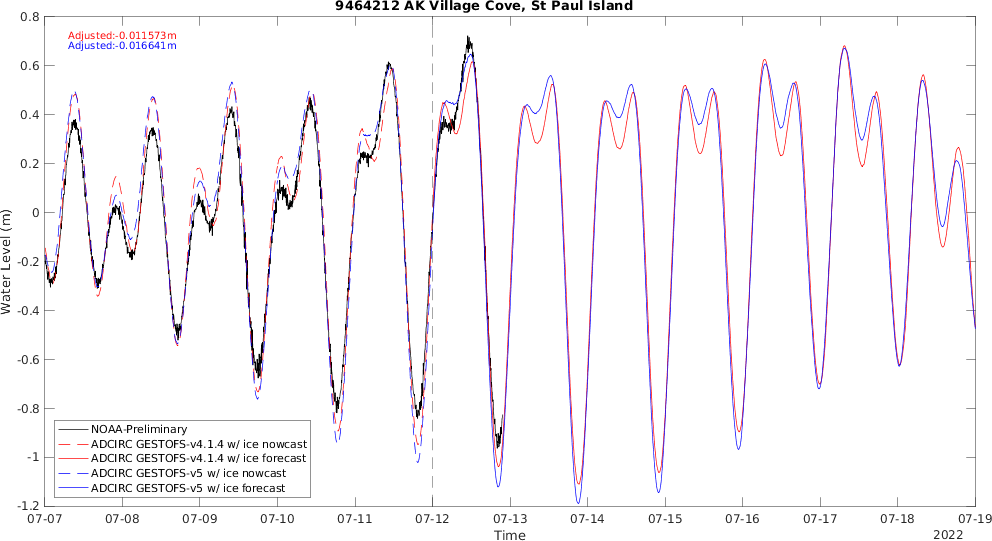 9464212 AK Village Cove, St Paul Island
Adjusted:-0.011573m
Adjusted:-0.016641m
Water Level (m)
0.8
0.6
0.4
0.2
0
-0.2
-0.4
-0.6
-0.8
-1
-1.2
NOAA-Preliminary
ADCIRC GESTOFS-v4.1.4 w/ ice nowcast
ADCIRC GESTOFS-v4.1.4 w/ ice forecast
ADCIRC GESTOFS-v5 w/ ice nowcast
ADCIRC GESTOFS-v5 w/ ice forecast
07-07 07-08 07-09 07-10 07-11 07-12 07-13 07-14 07-15 07-16 07-17 07-18 07-19
Time
2022